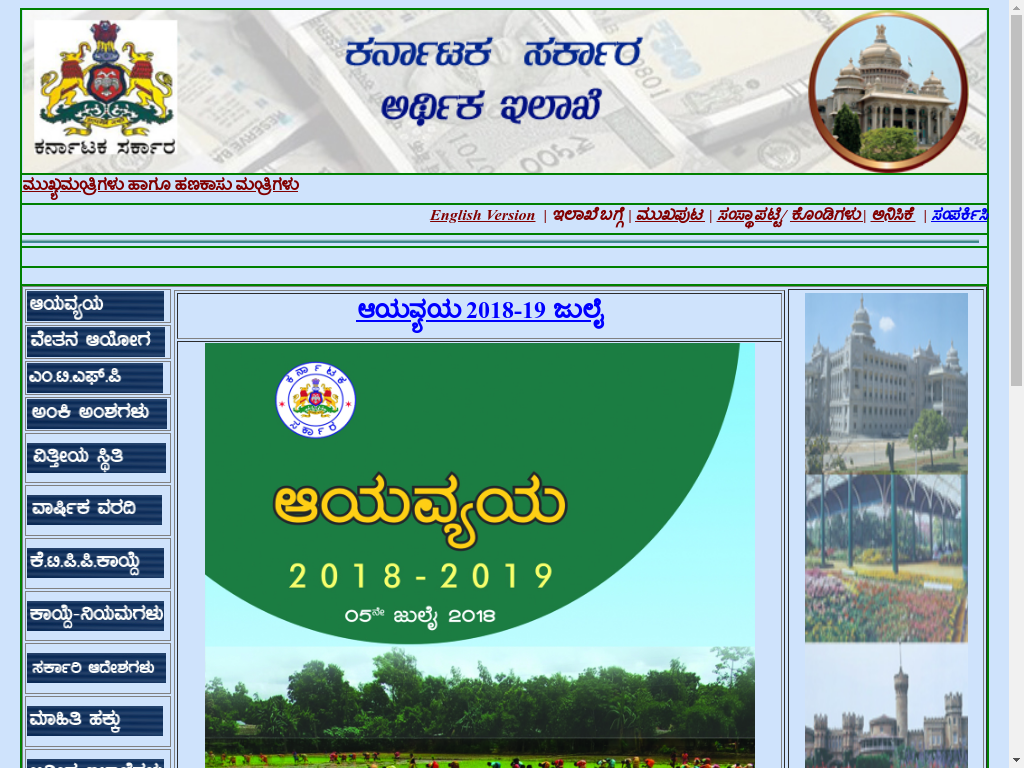 ಕರ್ನಾಟಕ ಸರ್ಕಾರ
ಆರ್ಥಿಕ ಇಲಾಖೆ
ಕರ್ನಾಟಕ ಸರ್ಕಾರ
ಮುಖ್ಯಮಂತ್ರಿಗಳು ಹಾಗೂ ಹಣಕಾಸು ಮಂತ್ರಿಗಳು
English Version | ಇಲಾಖೆ ಬಗ್ಗೆ | ಮುಖಪುಟ | ಸಂಸ್ಥಾಪಟ್ಟಿ/ ಕೊಂಡಿಗಳು | ಅನಿಸಿಕೆ | ಸಂಪರ್ಕಿಸಿ
ಆಯವ್ಯಯ
ವೇತನ ಆಯೋಗ
ಎಂ.ಟಿ.ಎಫ್.ಪಿ
ಅಂಕಿ ಅಂಶಗಳು
ವಿತ್ತೀಯ ಸ್ಥಿತಿ
ವಾರ್ಷಿಕ ವರದಿ
ಕೆ.ಟಿ.ಪಿ.ಪಿ.ಕಾಯ್ದೆ
ಕಾಯ್ದೆ-ನಿಯಮಗಳು
ಸರ್ಕಾರಿ ಆದೇಶಗಳು
ಮಾಹಿತಿ ಹಕ್ಕು
ಆಯವ್ಯಯ 2018-19 ಜುಲೈ
ಕರ್ನಾಟಕ
ಸರ್ಕಾರ
ಆಯವ್ಯಯ
2018-2019
05ನೇ ಜುಲೈ 2018